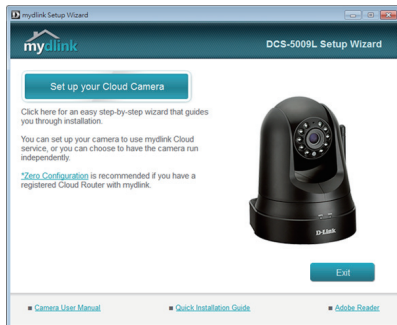 mydlink Setup Wizard
mydlink
DCS-5009L Setup Wizard
Set up your Cloud Camera
Click here for an easy step-by-step wizard that guides
you through installation.
You can set up your camera to use mydlink Cloud
service, or you can choose to have the camera run
independently.
*Zero Configuration is recommended if you have a
registered Cloud Router with mydlink.
D-Link
Exit
Camera User Manual
Quick Installation Guide
Adobe Reader